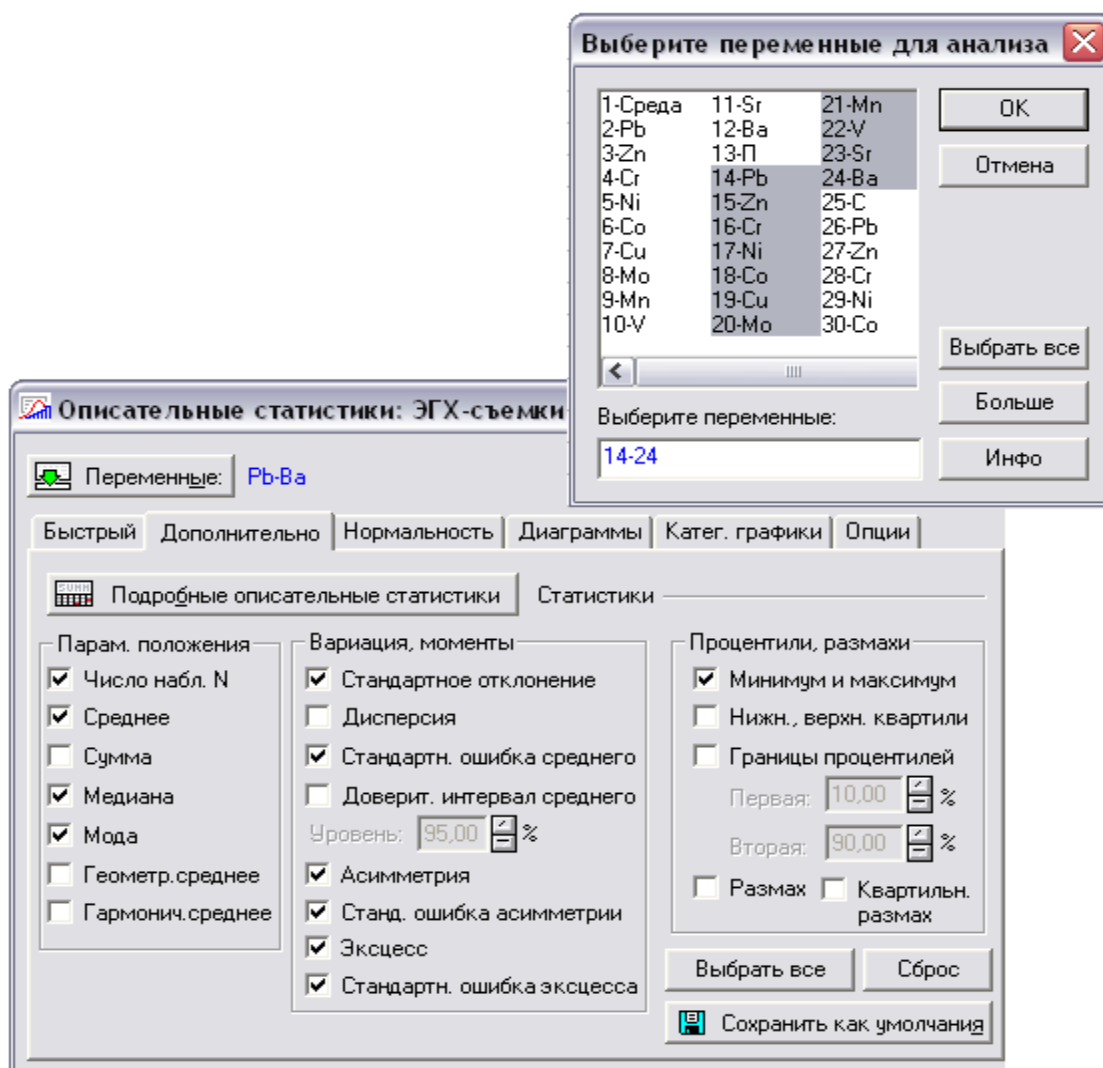 Выберите переменные для анализа
1-Среда 11-Sr 21-Mn
2-Pb 12-Ba 22-V
3-Zn 13-П 23-Sr
4-Cr 14-Pb 24-Ba
5-Ni 15-Zn 25-C
6-Co 16-Cr 26-Pb
7-Cu 17-Ni 27-Zn
8-Mo 18-Co 28-Cr
9-Mn 19-Cu 29-Ni
10-V 20-Mo 30-Co
OK
Отмена
Выбрать все
Больше
Инфо
Выберите переменные:
14-24
Описательные статистики: ЭГХ-съемки
Переменные: Pb-Ba
Быстрый Дополнительно Нормальность Диаграммы Катег. графики Опции
Подробные описательные статистики Статистики
Парам. положения
Число набл. N
Среднее
Сумма
Медиана
Мода
Геометр.среднее
Гармонич.среднее
Вариация, моменты
Стандартное отклонение
Дисперсия
Стандартн. ошибка среднего
Доверит. интервал среднего
Уровень: 95,00 %
Асимметрия
Станд. ошибка асимметрии
Эксцесс
Стандартн. ошибка эксцесса
Процентили, размахи
Минимум и максимум
Нижн., верхн. квартили
Границы процентилей
Первая: 10,00 %
Вторая: 90,00 %
Размах Квартильн.
размах
Выбрать все Сброс
Сохранить как умолчания